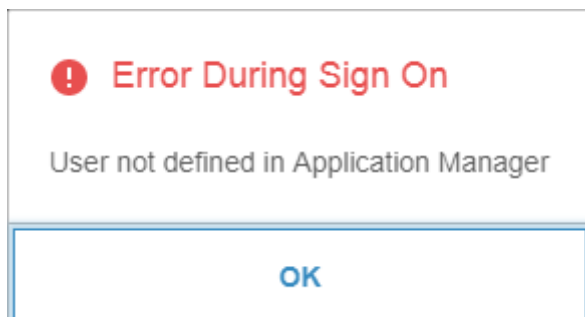 Error During Sign On
User not defined in Application Manager
OK